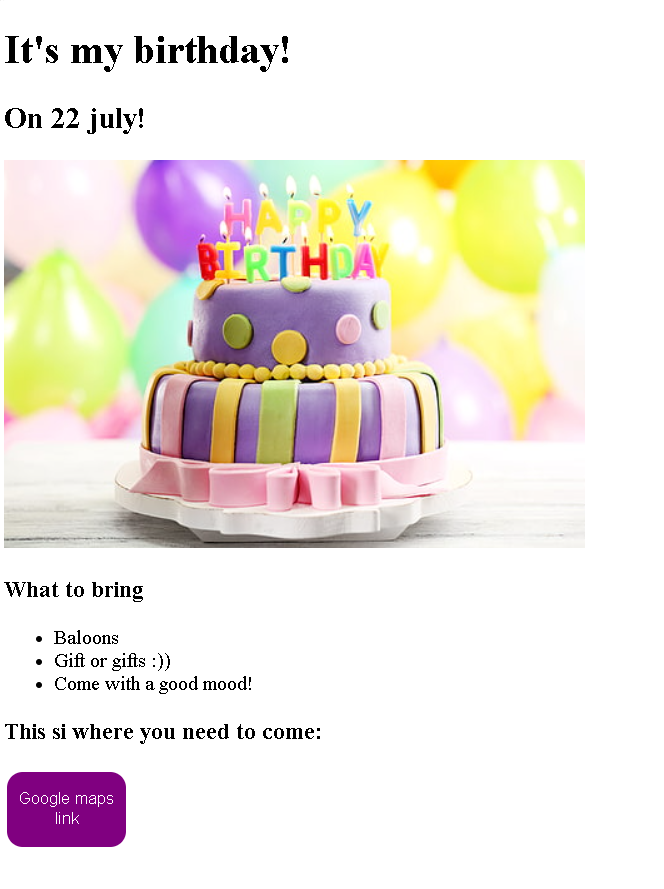 It's my birthday!
On 22 july!
HAPPY
BIRTHDAY
What to bring
Baloons
Gift or gifts :))
Come with a good mood!
This si where you need to come:
Google maps
link